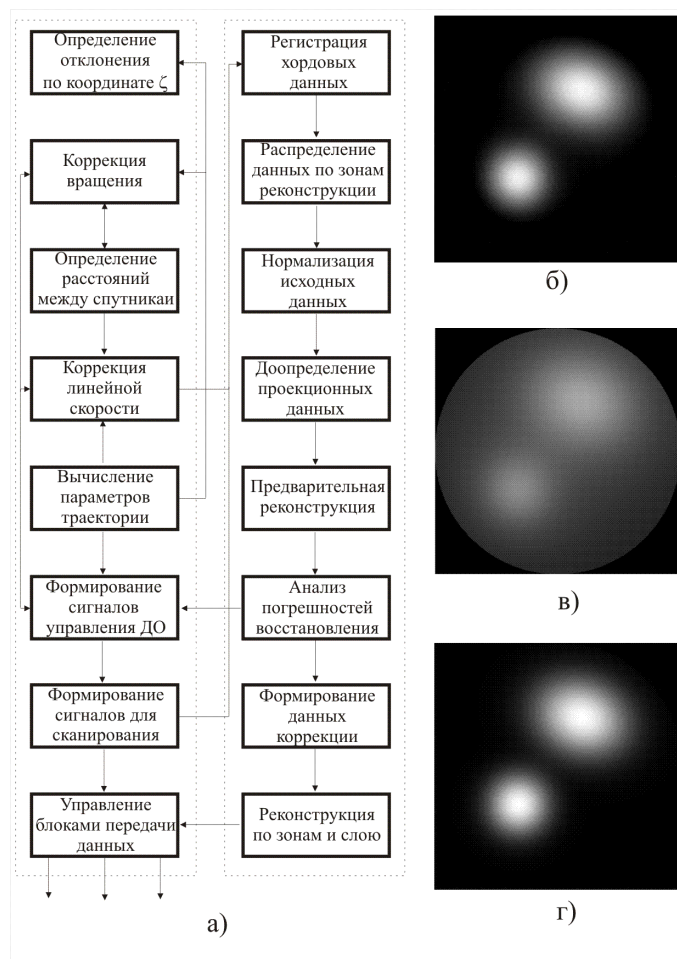 Определение
отклонения
по координате ζ
Коррекция
вращения
Определение
расстояний
между спутникаи
Коррекция
линейной
скорости
Вычисление
параметров
траектории
Формирование
сигналов
управления ДО
Формирование
сигналов для
сканирования
Управление
блоками передачи
данных
Регистрация
хордовых
данных
Распределение
данных по зонам
реконструкции
Нормализация
исходных
данных
Доопределение
проекционных
данных
Предварительная
реконструкция
Анализ
погрешностей
восстановления
Формирование
данных
коррекции
Реконструкция
по зонам и слою
а)
б)
в)
г)